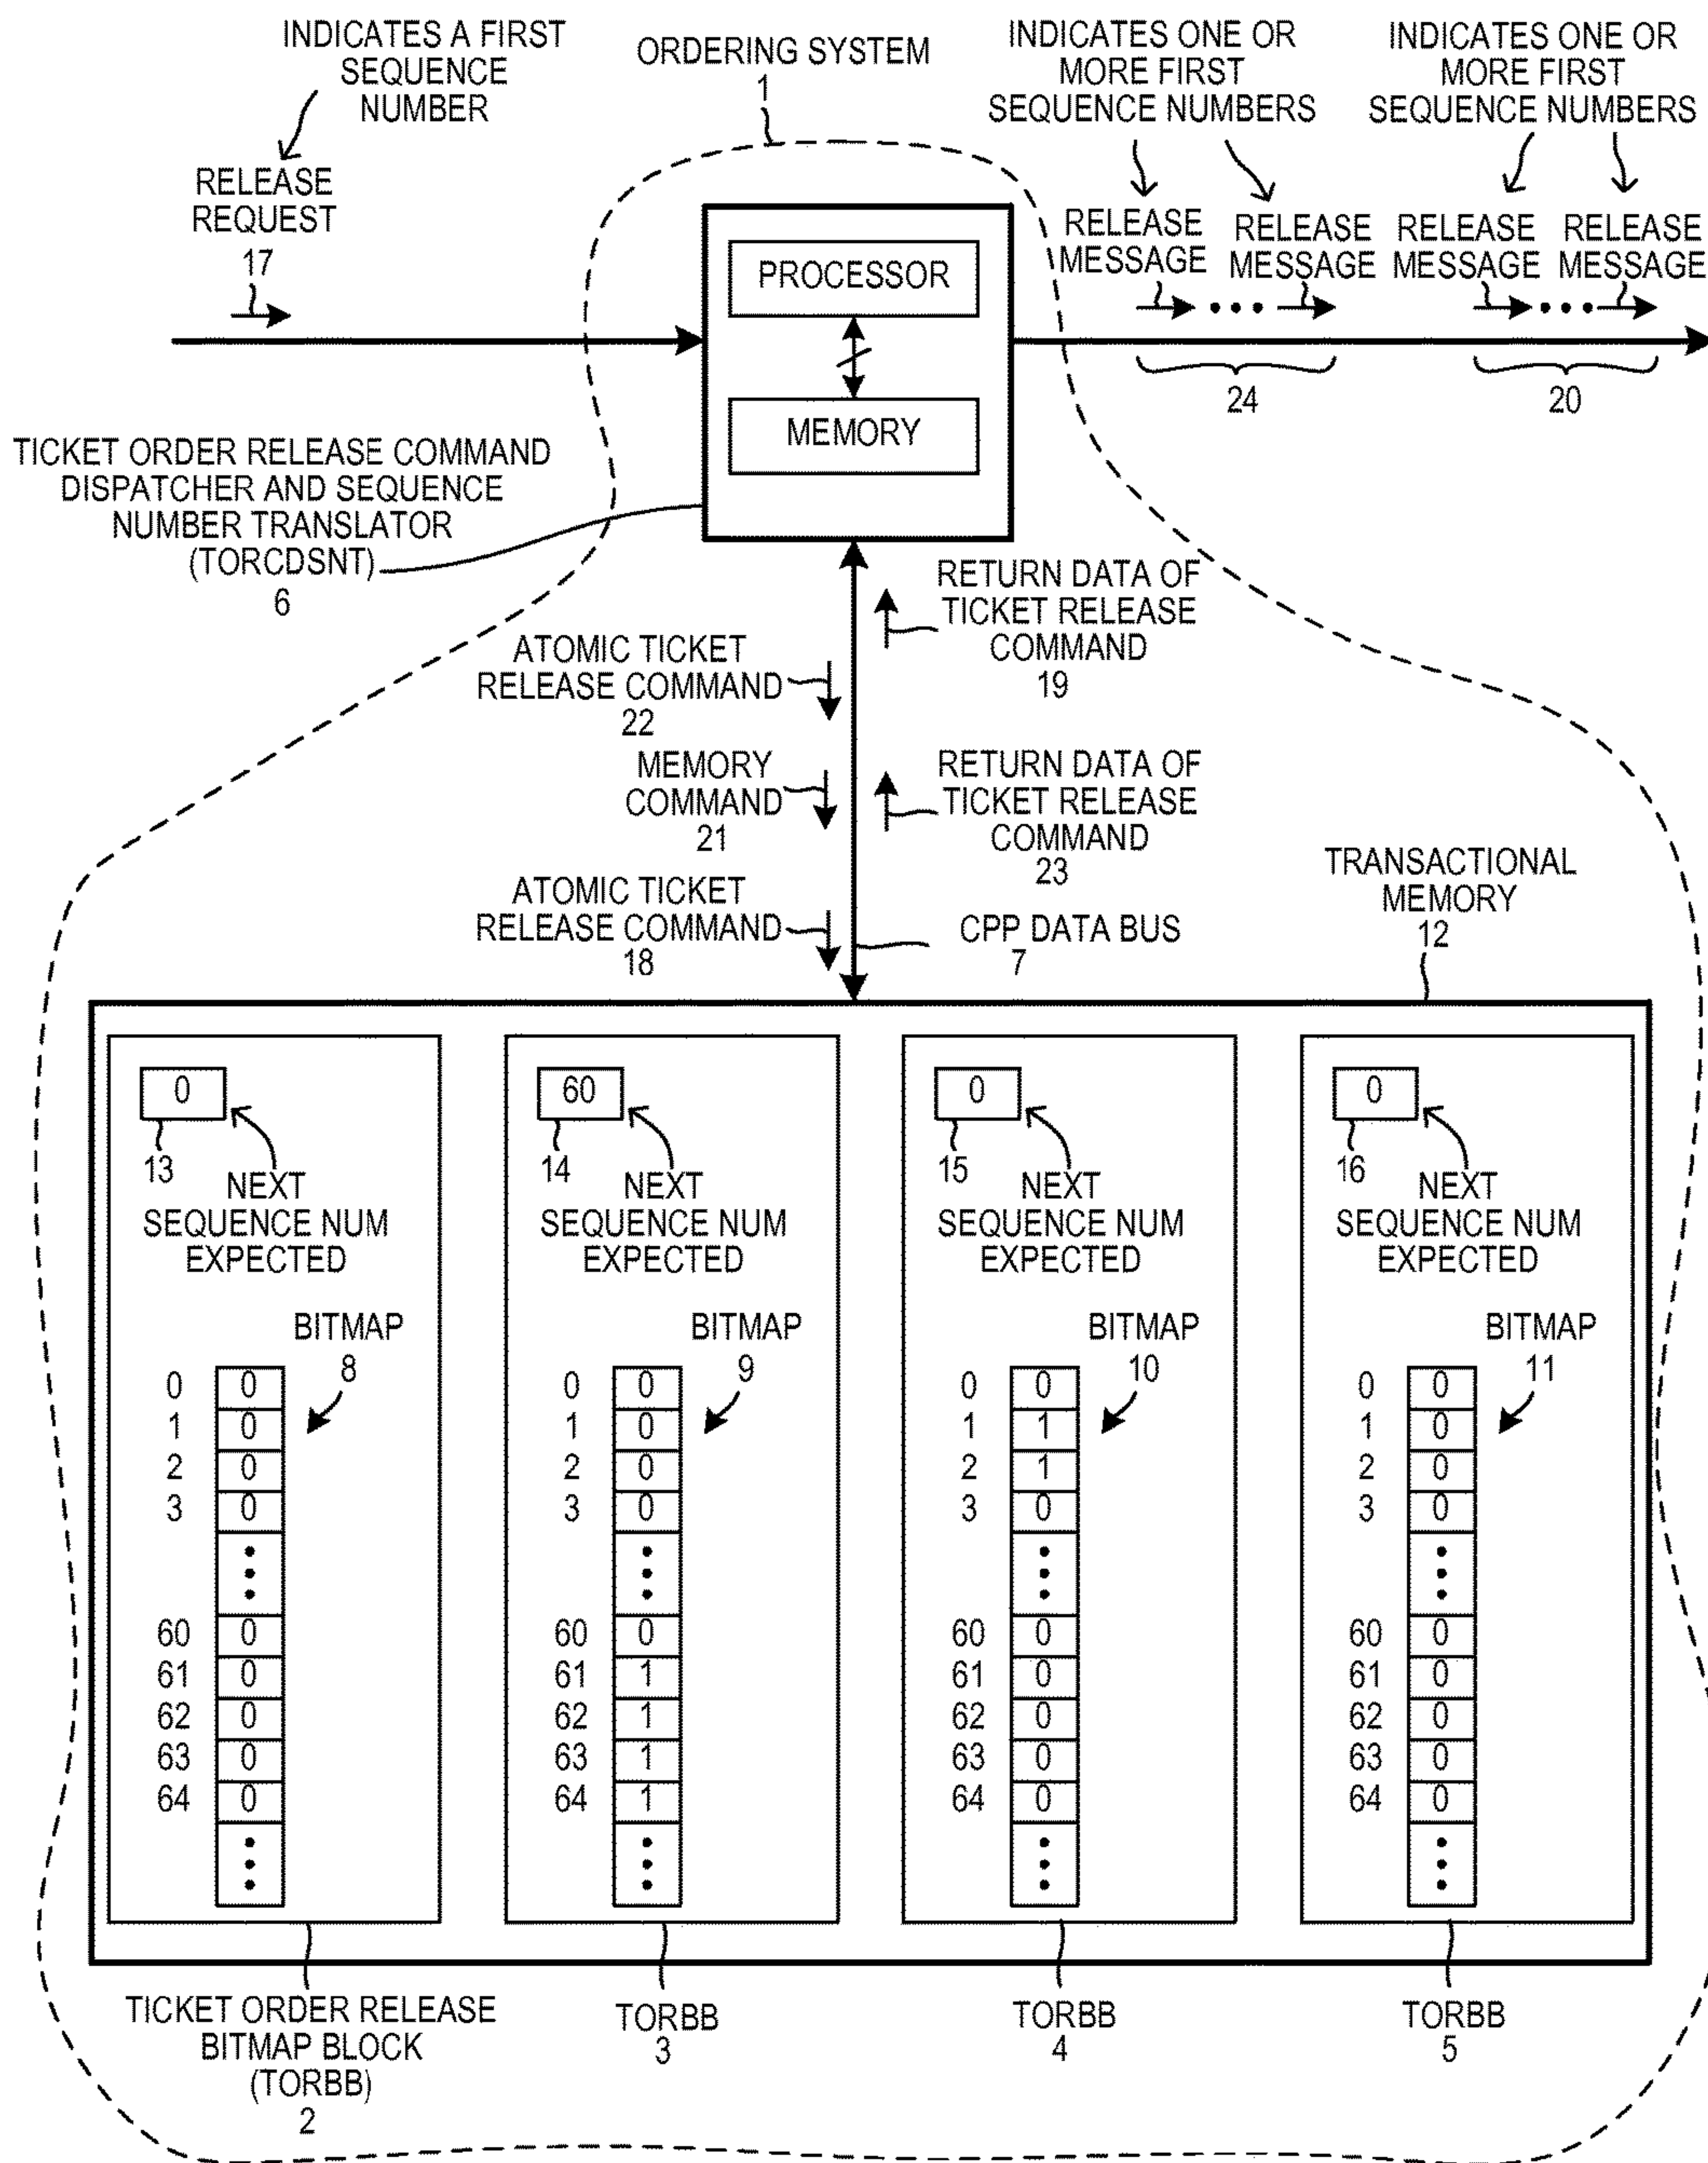 INDICATES A FIRST
SEQUENCE
NUMBER
RELEASE
REQUEST
17
ORDERING SYSTEM
1
INDICATES ONE OR
MORE FIRST
SEQUENCE NUMBERS
INDICATES ONE OR
MORE FIRST
SEQUENCE NUMBERS
RELEASE
MESSAGE
RELEASE
MESSAGE
RELEASE
MESSAGE
RELEASE
MESSAGE
24
20
PROCESSOR
MEMORY
TICKET ORDER RELEASE COMMAND
DISPATCHER AND SEQUENCE
NUMBER TRANSLATOR
(TORCDSNT)
6
RETURN DATA OF
TICKET RELEASE
COMMAND
19
ATOMIC TICKET
RELEASE COMMAND
22
MEMORY
COMMAND
21
RETURN DATA OF
TICKET RELEASE
COMMAND
23
ATOMIC TICKET
RELEASE COMMAND
18
CPP DATA BUS
7
TRANSACTIONAL
MEMORY
12
0
13
NEXT
SEQUENCE NUM
EXPECTED
BITMAP
8
0 0
1 0
2 0
3 0
60 0
61 0
62 0
63 0
64 0
TICKET ORDER RELEASE
BITMAP BLOCK
(TORBB)
2
60
14
NEXT
SEQUENCE NUM
EXPECTED
BITMAP
9
0 0
1 0
2 0
3 0
60 0
61 1
62 1
63 1
64 1
TORBB
3
0
15
NEXT
SEQUENCE NUM
EXPECTED
BITMAP
10
0 0
1 1
2 1
3 0
60 0
61 0
62 0
63 0
64 0
TORBB
4
0
16
NEXT
SEQUENCE NUM
EXPECTED
BITMAP
11
0 0
1 0
2 0
3 0
60 0
61 0
62 0
63 0
64 0
TORBB
5